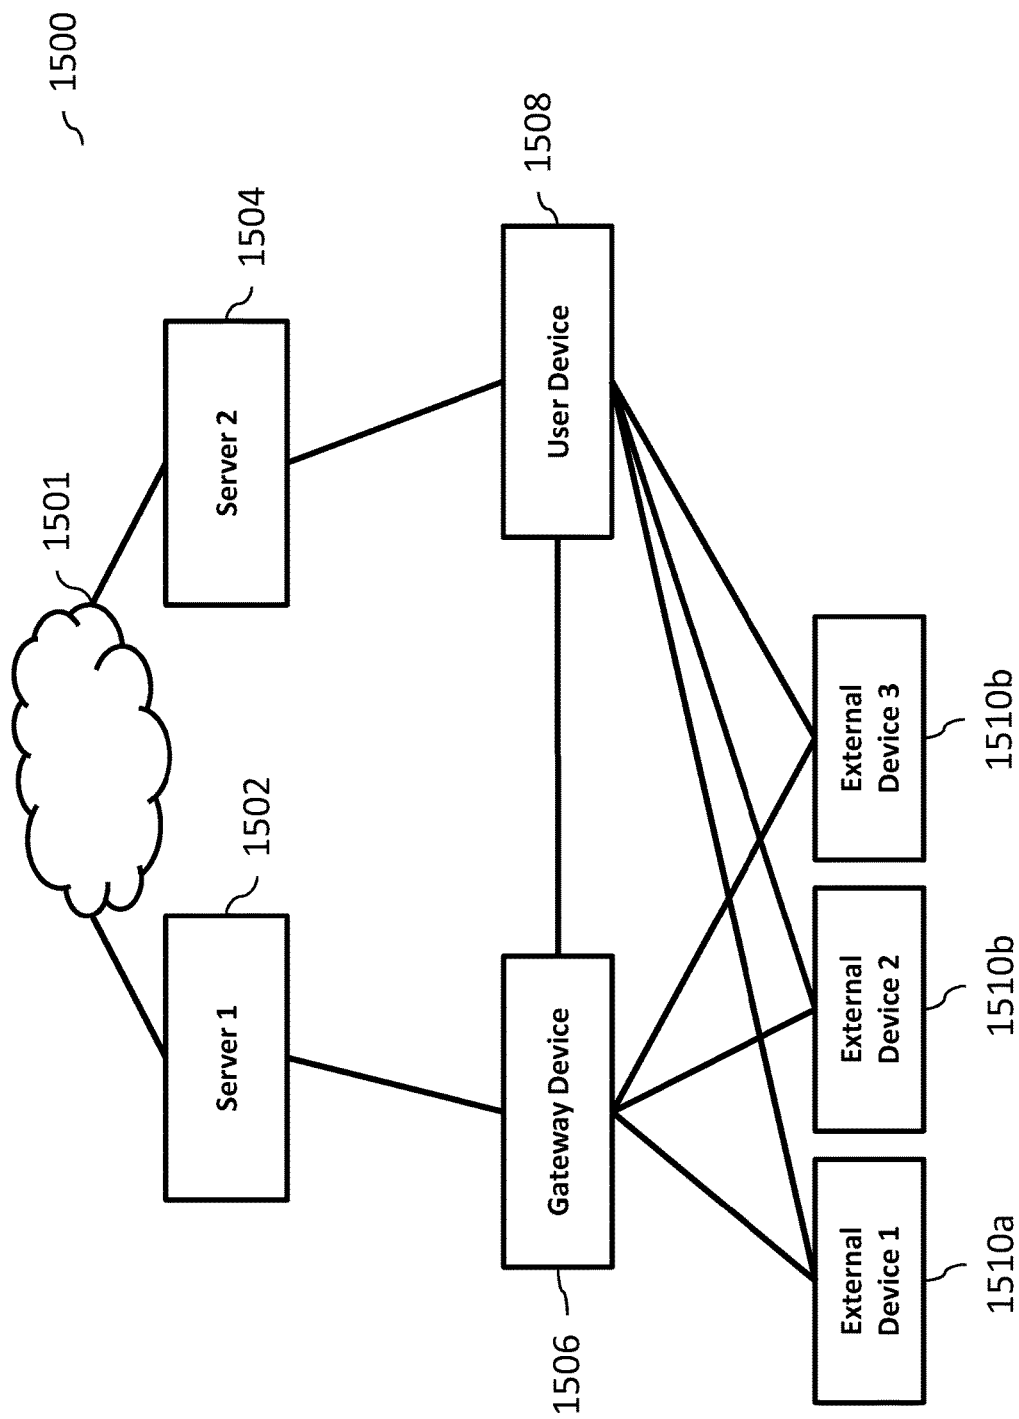 1500
1501
1502
Server 1
1504
Server 2
1506
Gateway Device
1508
User Device
External
Device 1
1510a
External
Device 2
1510b
External
Device 3
1510b